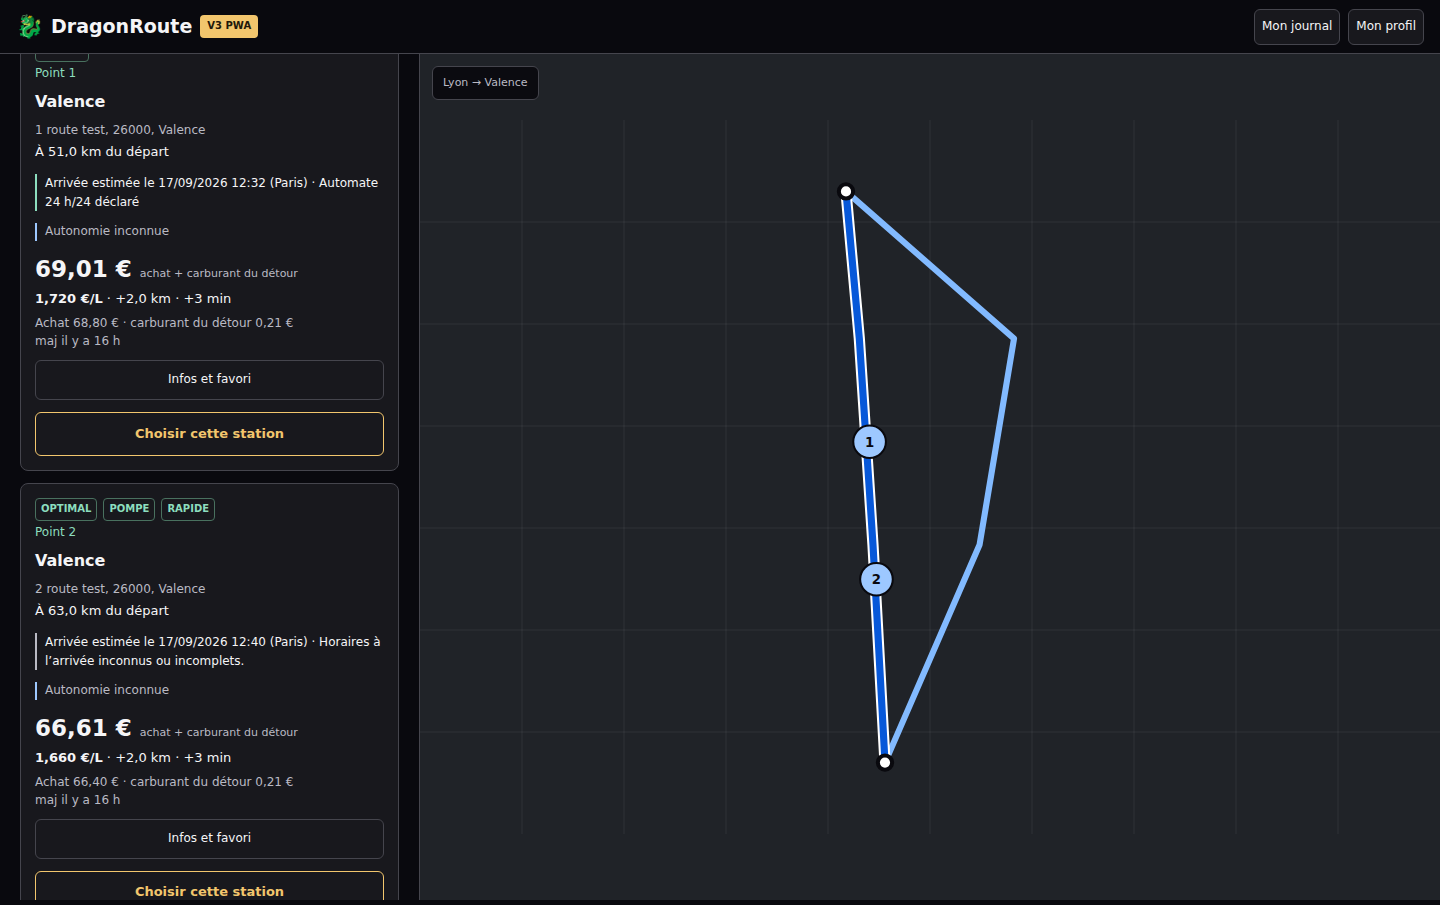 🐉 DragonRoute V3 PWA
Mon journal
Mon profil
Point 1
Valence
1 route test, 26000, Valence
À 51,0 km du départ
Arrivée estimée le 17/09/2026 12:32 (Paris) · Automate
24 h/24 déclaré
Autonomie inconnue
69,01 € achat + carburant du détour
1,720 €/L · +2,0 km · +3 min
Achat 68,80 € · carburant du détour 0,21 €
maj il y a 16 h
Infos et favori
Choisir cette station
OPTIMAL POMPE RAPIDE
Point 2
Valence
2 route test, 26000, Valence
À 63,0 km du départ
Arrivée estimée le 17/09/2026 12:40 (Paris) · Horaires à
l’arrivée inconnus ou incomplets.
Autonomie inconnue
66,61 € achat + carburant du détour
1,660 €/L · +2,0 km · +3 min
Achat 66,40 € · carburant du détour 0,21 €
maj il y a 16 h
Infos et favori
Choisir cette station
Lyon → Valence
1
2